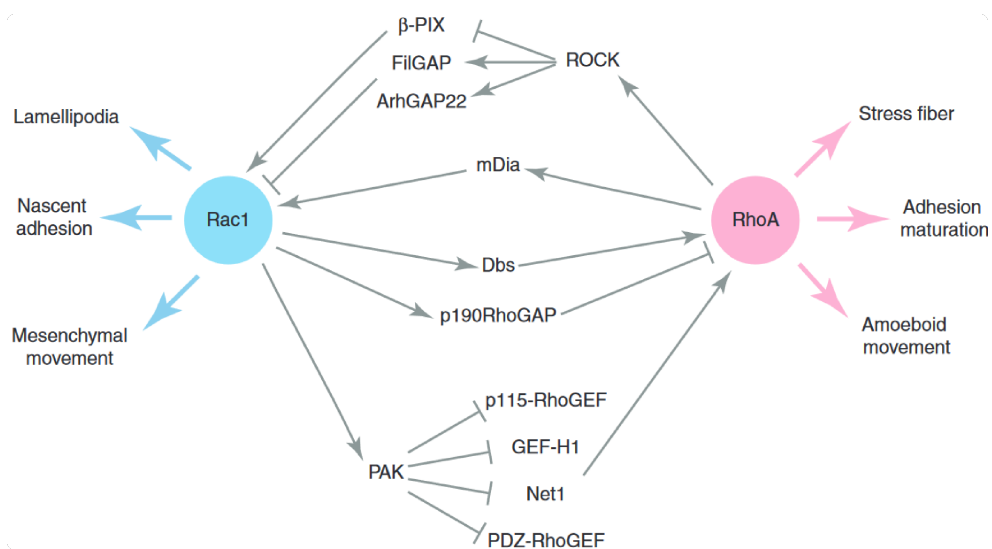 β-PIX
FilGAP
ROCK
ArhGAP22
Lamellipodia
Stress fiber
mDia
Nascent
adhesion
Rac1
RhoA
Adhesion
maturation
Dbs
p190RhoGAP
Mesenchymal
movement
Amoeboid
movement
p115-RhoGEF
GEF-H1
PAK
Net1
PDZ-RhoGEF